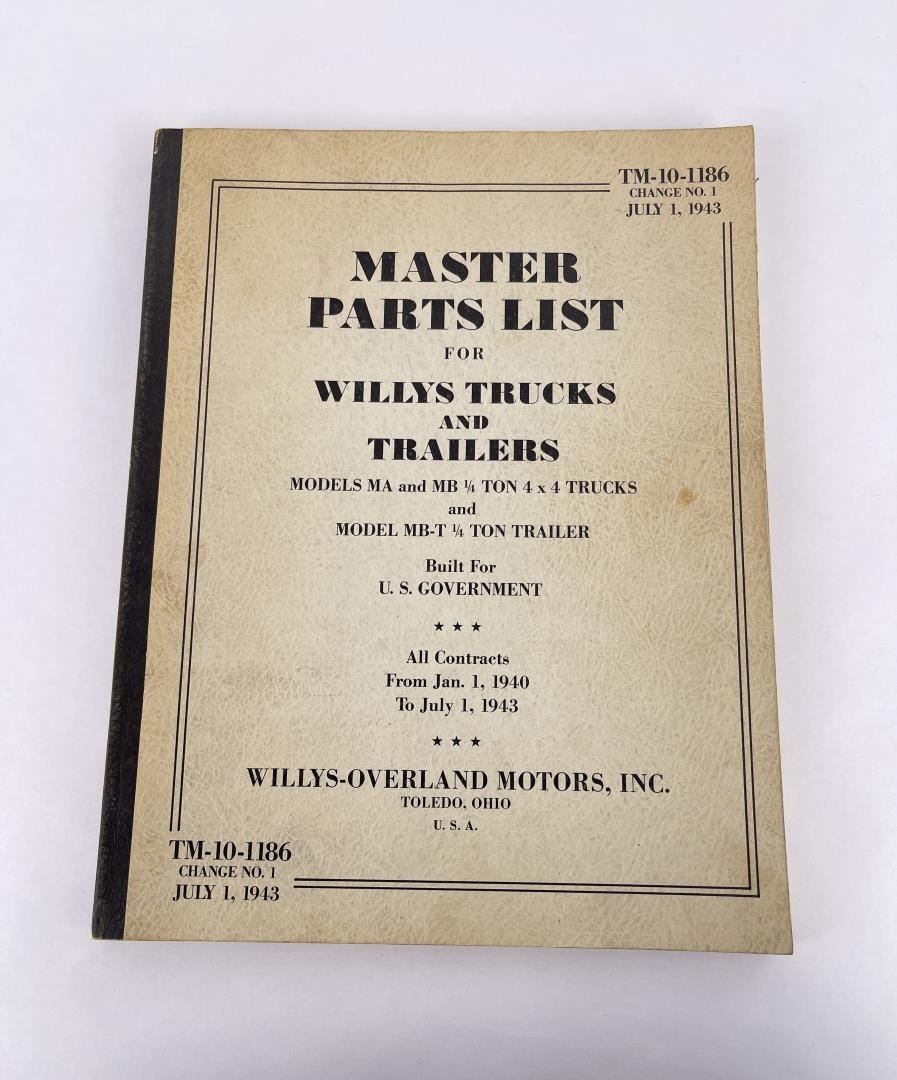 TM-10-1186
CHANGE NO. 1
JULY 1, 1943
MASTER
PARTS LIST
FOR
WILLYS TRUCKS
AND
TRAILERS
MODELS MA and MB ¼ TON 4 x 4 TRUCKS
and
MODEL MB-T ¼ TON TRAILER
Built For
U. S. GOVERNMENT
★ ★ ★
All Contracts
From Jan. 1, 1940
To July 1, 1943
★ ★ ★
WILLYS-OVERLAND MOTORS, INC.
TOLEDO, OHIO
U. S. A.
TM-10-1186
CHANGE NO. 1
JULY 1, 1943